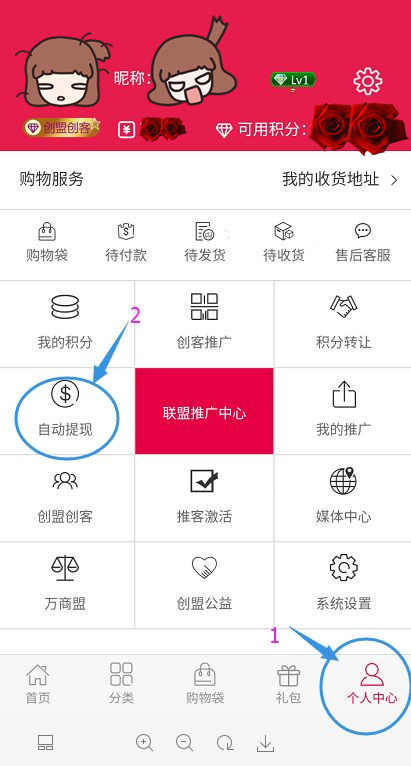 昵称:
Lv1
创盟创客
可用积分:
购物服务
我的收货地址
购物袋 待付款 待发货 待收货 售后客服
2
我的积分 创客推广 积分转让
自动提现 联盟推广中心 我的推广
创盟创客 推客激活 媒体中心
万商盟 创盟公益 系统设置
1
首页 分类 购物袋 礼包 个人中心